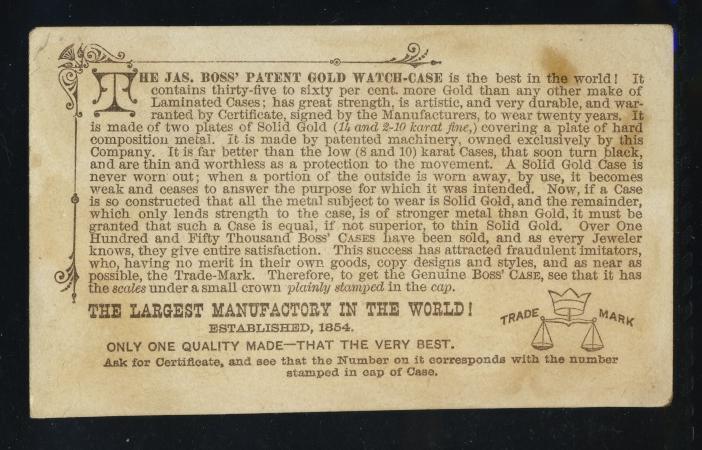 THE JAS. BOSS' PATENT GOLD WATCH-CASE is the best in the world! It
contains thirty-five to sixty per cent. more Gold than any other make of
Laminated Cases; has great strength, is artistic, and very durable, and war-
ranted by Certificate, signed by the Manufacturers, to wear twenty years. It
is made of two plates of Solid Gold (14 and 2-10 karat fine,) covering a plate of hard
composition metal. It is made by patented machinery, owned exclusively by this
Company. It is far better than the low (8 and 10) karat Cases, that soon turn black,
and are thin and worthless as a protection to the movement. A Solid Gold Case is
never worn out; when a portion of the outside is worn away, by use, it becomes
weak and ceases to answer the purpose for which it was intended. Now, if a Case
is so constructed that all the metal subject to wear is Solid Gold, and the remainder,
which only lends strength to the case, is of stronger metal than Gold, it must be
granted that such a Case is equal, if not superior, to thin Solid Gold. Over One
Hundred and Fifty Thousand BOSS' CASES have been sold, and as every Jeweler
knows, they give entire satisfaction. This success has attracted fraudulent imitators,
who, having no merit in their own goods, copy designs and styles, and as near as
possible, the Trade-Mark. Therefore, to get the Genuine BOSS' CASE, see that it has
the scales under a small crown plainly stamped in the cap.
THE LARGEST MANUFACTORY IN THE WORLD!
ESTABLISHED, 1854.
TRADE MARK
ONLY ONE QUALITY MADE—THAT THE VERY BEST.
Ask for Certificate, and see that the Number on it corresponds with the number
stamped in cap of Case.